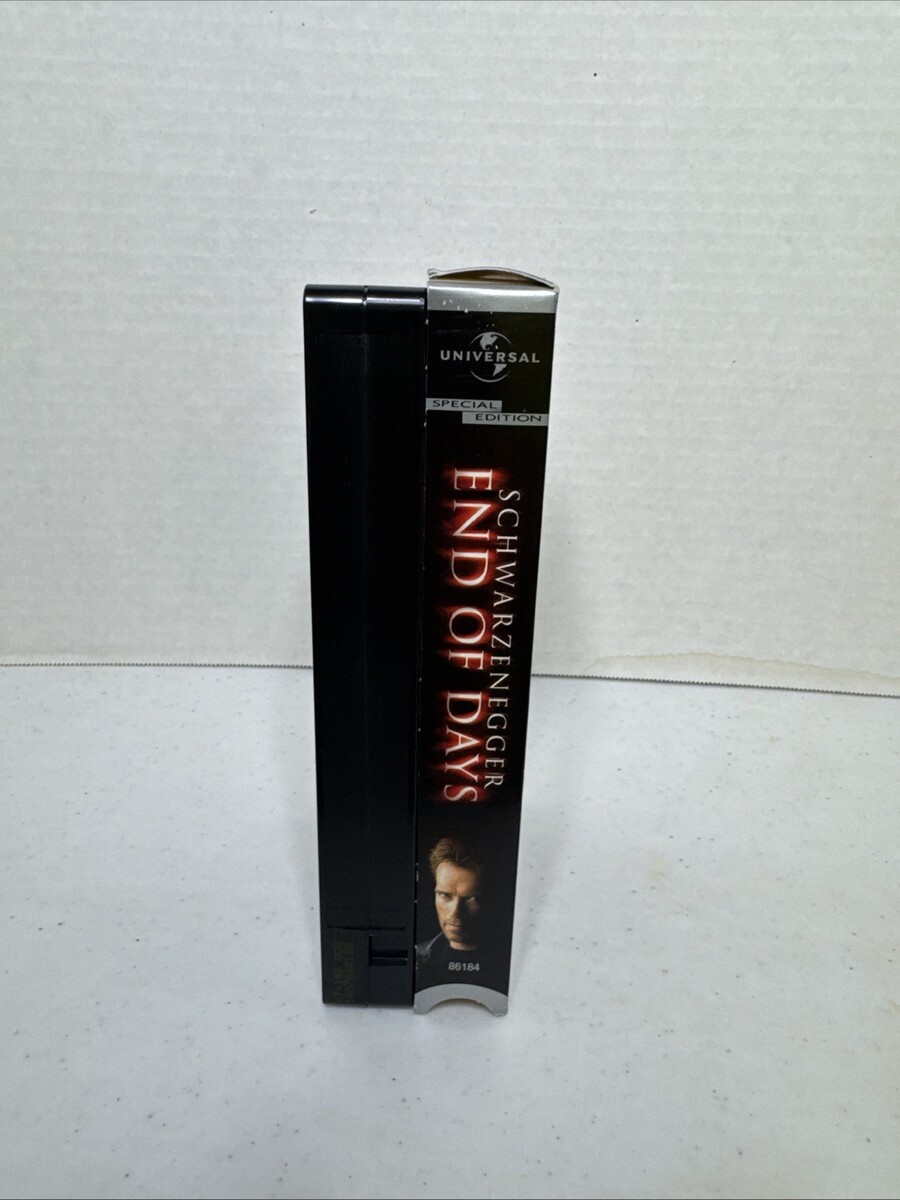 UNIVERSAL
SPECIAL
EDITION
SCHWARZENEGGER
END OF DAYS
86184